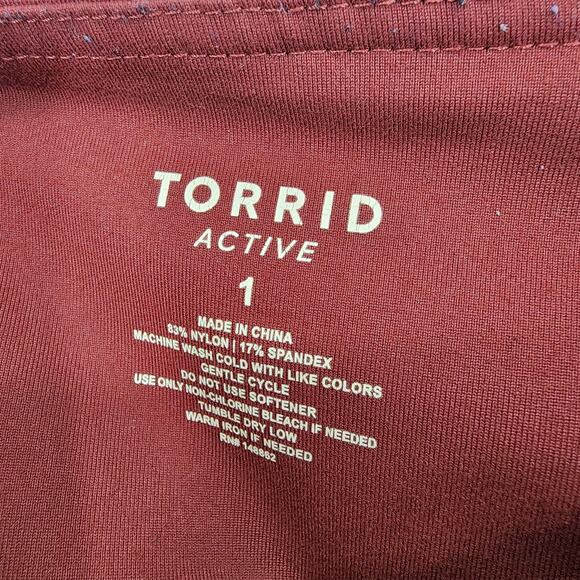 TORRID
ACTIVE
1
MADE IN CHINA
83% NYLON | 17% SPANDEX
MACHINE WASH COLD WITH LIKE COLORS
GENTLE CYCLE
DO NOT USE SOFTENER
USE ONLY NON-CHLORINE BLEACH IF NEEDED
TUMBLE DRY LOW
WARM IRON IF NEEDED
RN# 148862